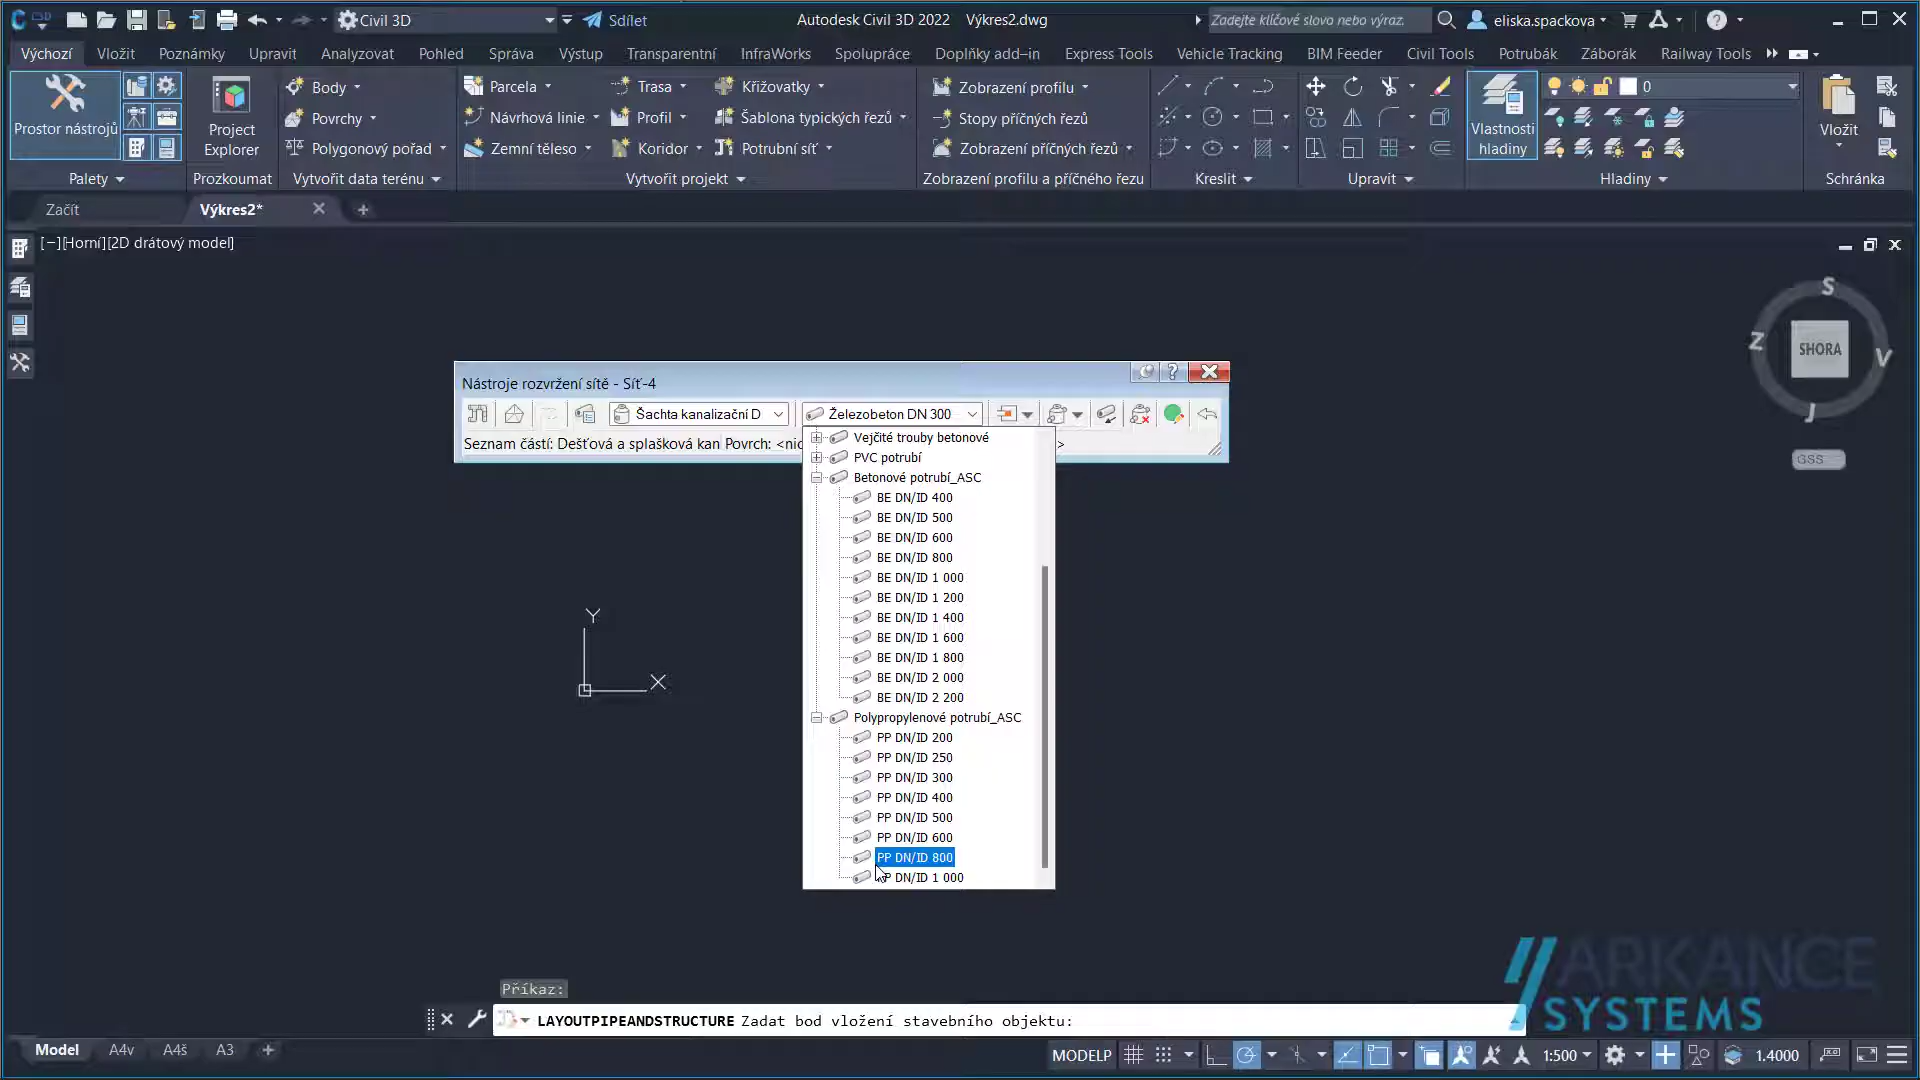 Civil 3D
Sdílet
Autodesk Civil 3D 2022 Výkres2.dwg
Zadejte klíčové slovo nebo výraz.
eliska.spackova
Výchozí Vložit Poznámky Upravit Analyzovat Pohled Správa Výstup Transparentní InfraWorks Spolupráce Doplňky add–in Express Tools Vehicle Tracking BIM Feeder Civil Tools Potrubák Záborák Railway Tools
Prostor nástrojů
Project Explorer
Body
Povrchy
Polygonový pořad
Parcela
Návrhová linie
Zemní těleso
Trasa
Profil
Koridor
Křižovatky
Šablona typických řezů
Potrubní síť
Zobrazení profilu
Stopy příčných řezů
Zobrazení příčných řezů
Vlastnosti hladiny
0
Vložit
Palety Prozkoumat Vytvořit data terénu Vytvořit projekt Zobrazení profilu a příčného řezu Kreslit Upravit Hladiny Schránka
Začít Výkres2*
[−][Horní][2D drátový model]
S
Z SHORA V
J
GSS
Nástroje rozvržení sítě - Síť-4
Šachta kanalizační D Železobeton DN 300
Seznam částí: Dešťová a splašková kan Povrch: <nic >
Vejčité trouby betonové
PVC potrubí
Betonové potrubí_ASC
BE DN/ID 400
BE DN/ID 500
BE DN/ID 600
BE DN/ID 800
BE DN/ID 1 000
BE DN/ID 1 200
BE DN/ID 1 400
BE DN/ID 1 600
BE DN/ID 1 800
BE DN/ID 2 000
BE DN/ID 2 200
Polypropylenové potrubí_ASC
PP DN/ID 200
PP DN/ID 250
PP DN/ID 300
PP DN/ID 400
PP DN/ID 500
PP DN/ID 600
PP DN/ID 800
PP DN/ID 1 000
Y
X
ARKANCE
SYSTEMS
Příkaz:
LAYOUTPIPEANDSTRUCTURE Zadat bod vložení stavebního objektu:
Model A4v A4š A3
MODELP 1:500 1.4000